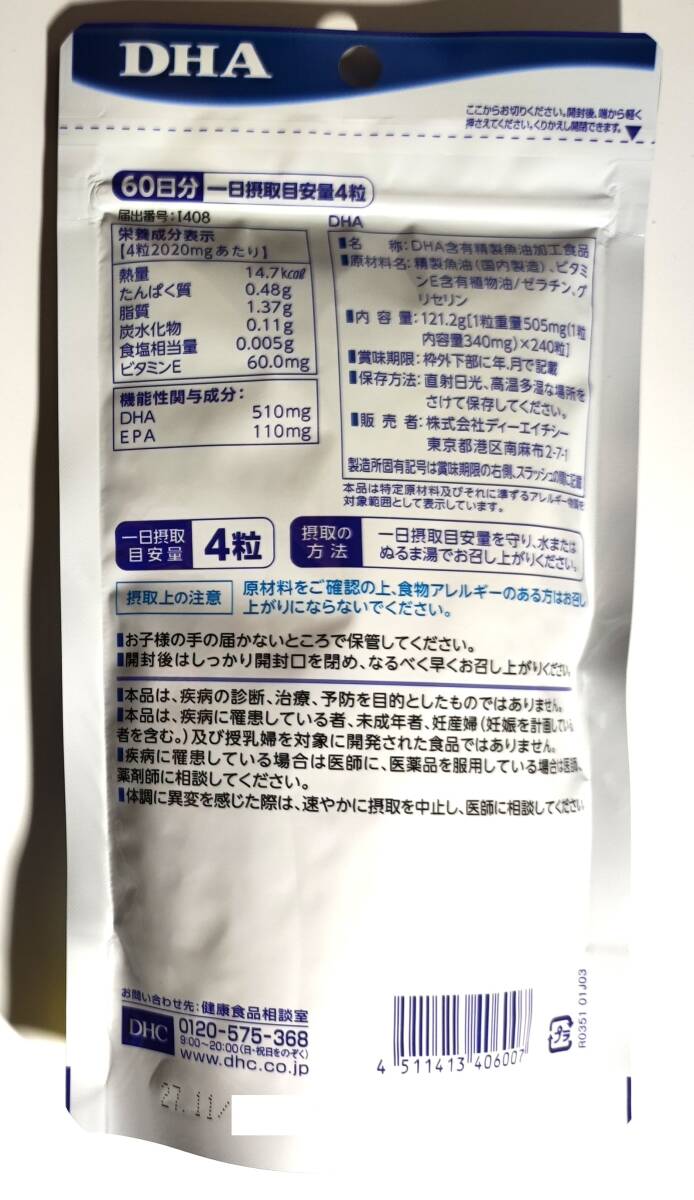 DHA
ここからお切りください。開封後、端から軽く
押さえてください。くりかえし開閉できます。▼
60日分 一日摂取目安量4粒
届出番号:I408
栄養成分表示
【4粒2020mgあたり】
熱量 14.7kcal
たんぱく質 0.48g
脂質 1.37g
炭水化物 0.11g
食塩相当量 0.005g
ビタミンE 60.0mg
機能性関与成分:
DHA 510mg
EPA 110mg
DHA
■名 称:DHA含有精製魚油加工食品
■原材料名:精製魚油(国内製造)、ビタミ
ンE含有植物油/ゼラチン、グ
リセリン
■内 容 量:121.2g[1粒重量505mg(1粒
内容量340mg)×240粒]
■賞味期限:枠外下部に年、月で記載
■保存方法:直射日光、高温多湿な場所を
さけて保存してください。
■販 売 者:株式会社ディーエイチシー
東京都港区南麻布2-7-1
製造所固有記号は賞味期限の右側、スラッシュの間に記載
本品は特定原材料及びそれに準ずるアレルギー物質を
対象範囲として表示しています。
一日摂取
目安量 4粒
摂取の
方法
一日摂取目安量を守り、水または
ぬるま湯でお召し上がりください。
摂取上の注意
原材料をご確認の上、食物アレルギーのある方はお召し
上がりにならないでください。
■お子様の手の届かないところで保管してください。
■開封後はしっかり開封口を閉め、なるべく早くお召し上がりください。
■本品は、疾病の診断、治療、予防を目的としたものではありません。
■本品は、疾病に罹患している者、未成年者、妊産婦(妊娠を計画している
者を含む。)及び授乳婦を対象に開発された食品ではありません。
■疾病に罹患している場合は医師に、医薬品を服用している場合は医師、
薬剤師に相談してください。
■体調に異変を感じた際は、速やかに摂取を中止し、医師に相談してください
お問い合わせ先:健康食品相談室
DHC 0120-575-368
9:00~20:00(日・祝日をのぞく)
www.dhc.co.jp
4 511413 406007
プラ
R0351 01J03
27.11/